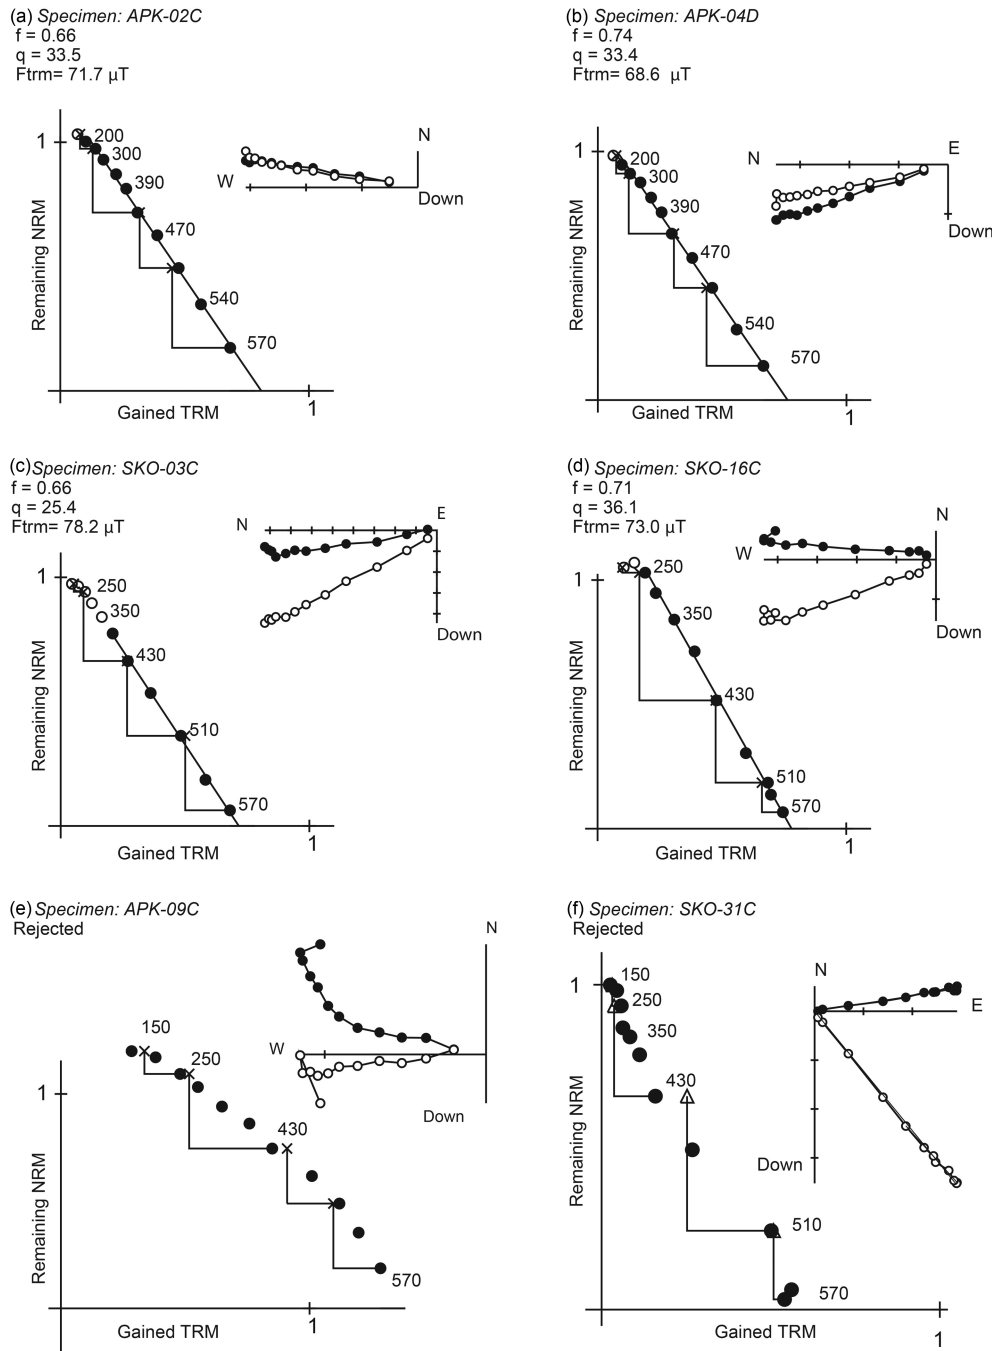 (a) Specimen: APK-02C
f = 0.66
q = 33.5
Ftrm= 71.7 µT
1
200
300
390
470
540
570
Remaining NRM
Gained TRM
1
N
W
Down
(b) Specimen: APK-04D
f = 0.74
q = 33.4
Ftrm= 68.6 µT
1
200
300
390
470
540
570
Remaining NRM
Gained TRM
1
N
E
Down
(c) Specimen: SKO-03C
f = 0.66
q = 25.4
Ftrm= 78.2 µT
1
250
350
430
510
570
Remaining NRM
Gained TRM
1
N
E
Down
(d) Specimen: SKO-16C
f = 0.71
q = 36.1
Ftrm= 73.0 µT
1
250
350
430
510
570
Remaining NRM
Gained TRM
1
N
W
Down
(e) Specimen: APK-09C
Rejected
1
150
250
430
570
Remaining NRM
Gained TRM
1
N
W
Down
(f) Specimen: SKO-31C
Rejected
1
150
250
350
430
510
570
Remaining NRM
Gained TRM
1
N
E
Down